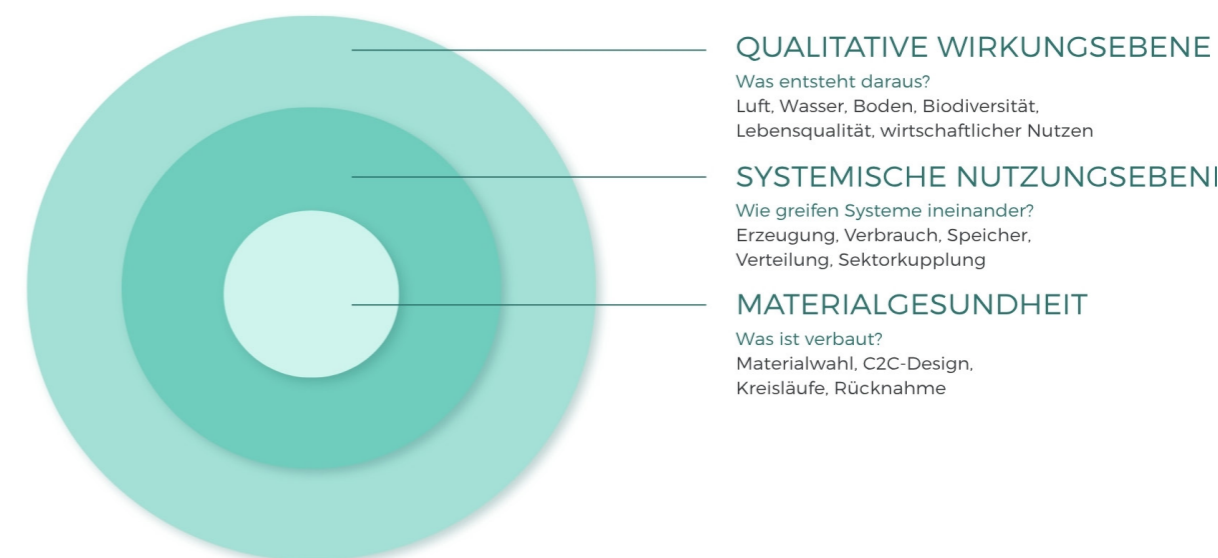 QUALITATIVE WIRKUNGSEBENE
Was entsteht daraus?
Luft, Wasser, Boden, Biodiversität,
Lebensqualität, wirtschaftlicher Nutzen
SYSTEMISCHE NUTZUNGSEBENE
Wie greifen Systeme ineinander?
Erzeugung, Verbrauch, Speicher,
Verteilung, Sektorkupplung
MATERIALGESUNDHEIT
Was ist verbaut?
Materialwahl, C2C-Design,
Kreisläufe, Rücknahme